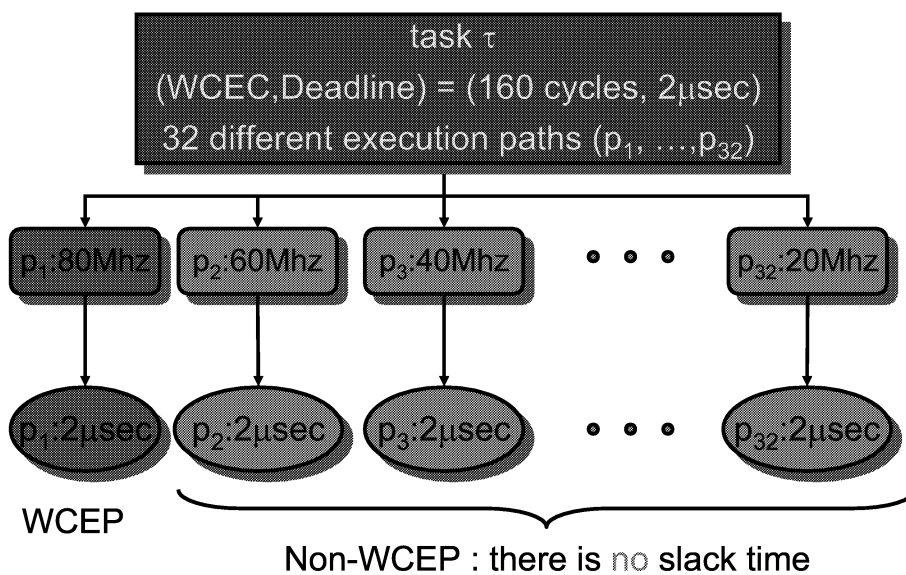 task τ
(WCEC,Deadline) = (160 cycles, 2μsec)
32 different execution paths (p₁, …,p₃₂)
p₁:80Mhz p₂:60Mhz p₃:40Mhz • • • p₃₂:20Mhz
p₁:2μsec p₂:2μsec p₃:2μsec • • • p₃₂:2μsec
WCEP
Non-WCEP : there is no slack time